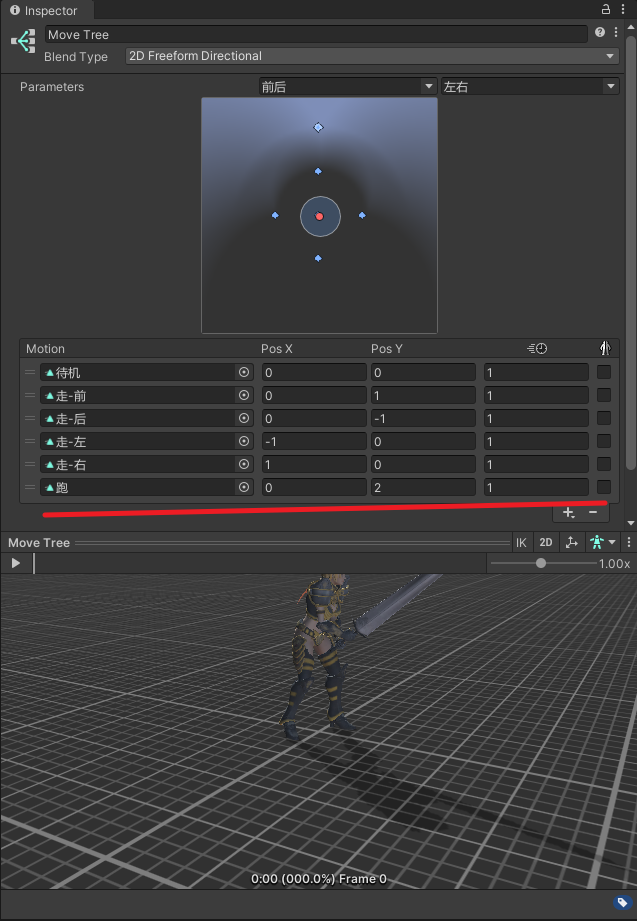 Inspector
Move Tree
Blend Type 2D Freeform Directional
Parameters 前后 左右
Motion Pos X Pos Y
待机 0 0 1
走-前 0 1 1
走-后 0 -1 1
走-左 -1 0 1
走-右 1 0 1
跑 0 2 1
Move Tree IK 2D
1.00x
0:00 (000.0%) Frame 0